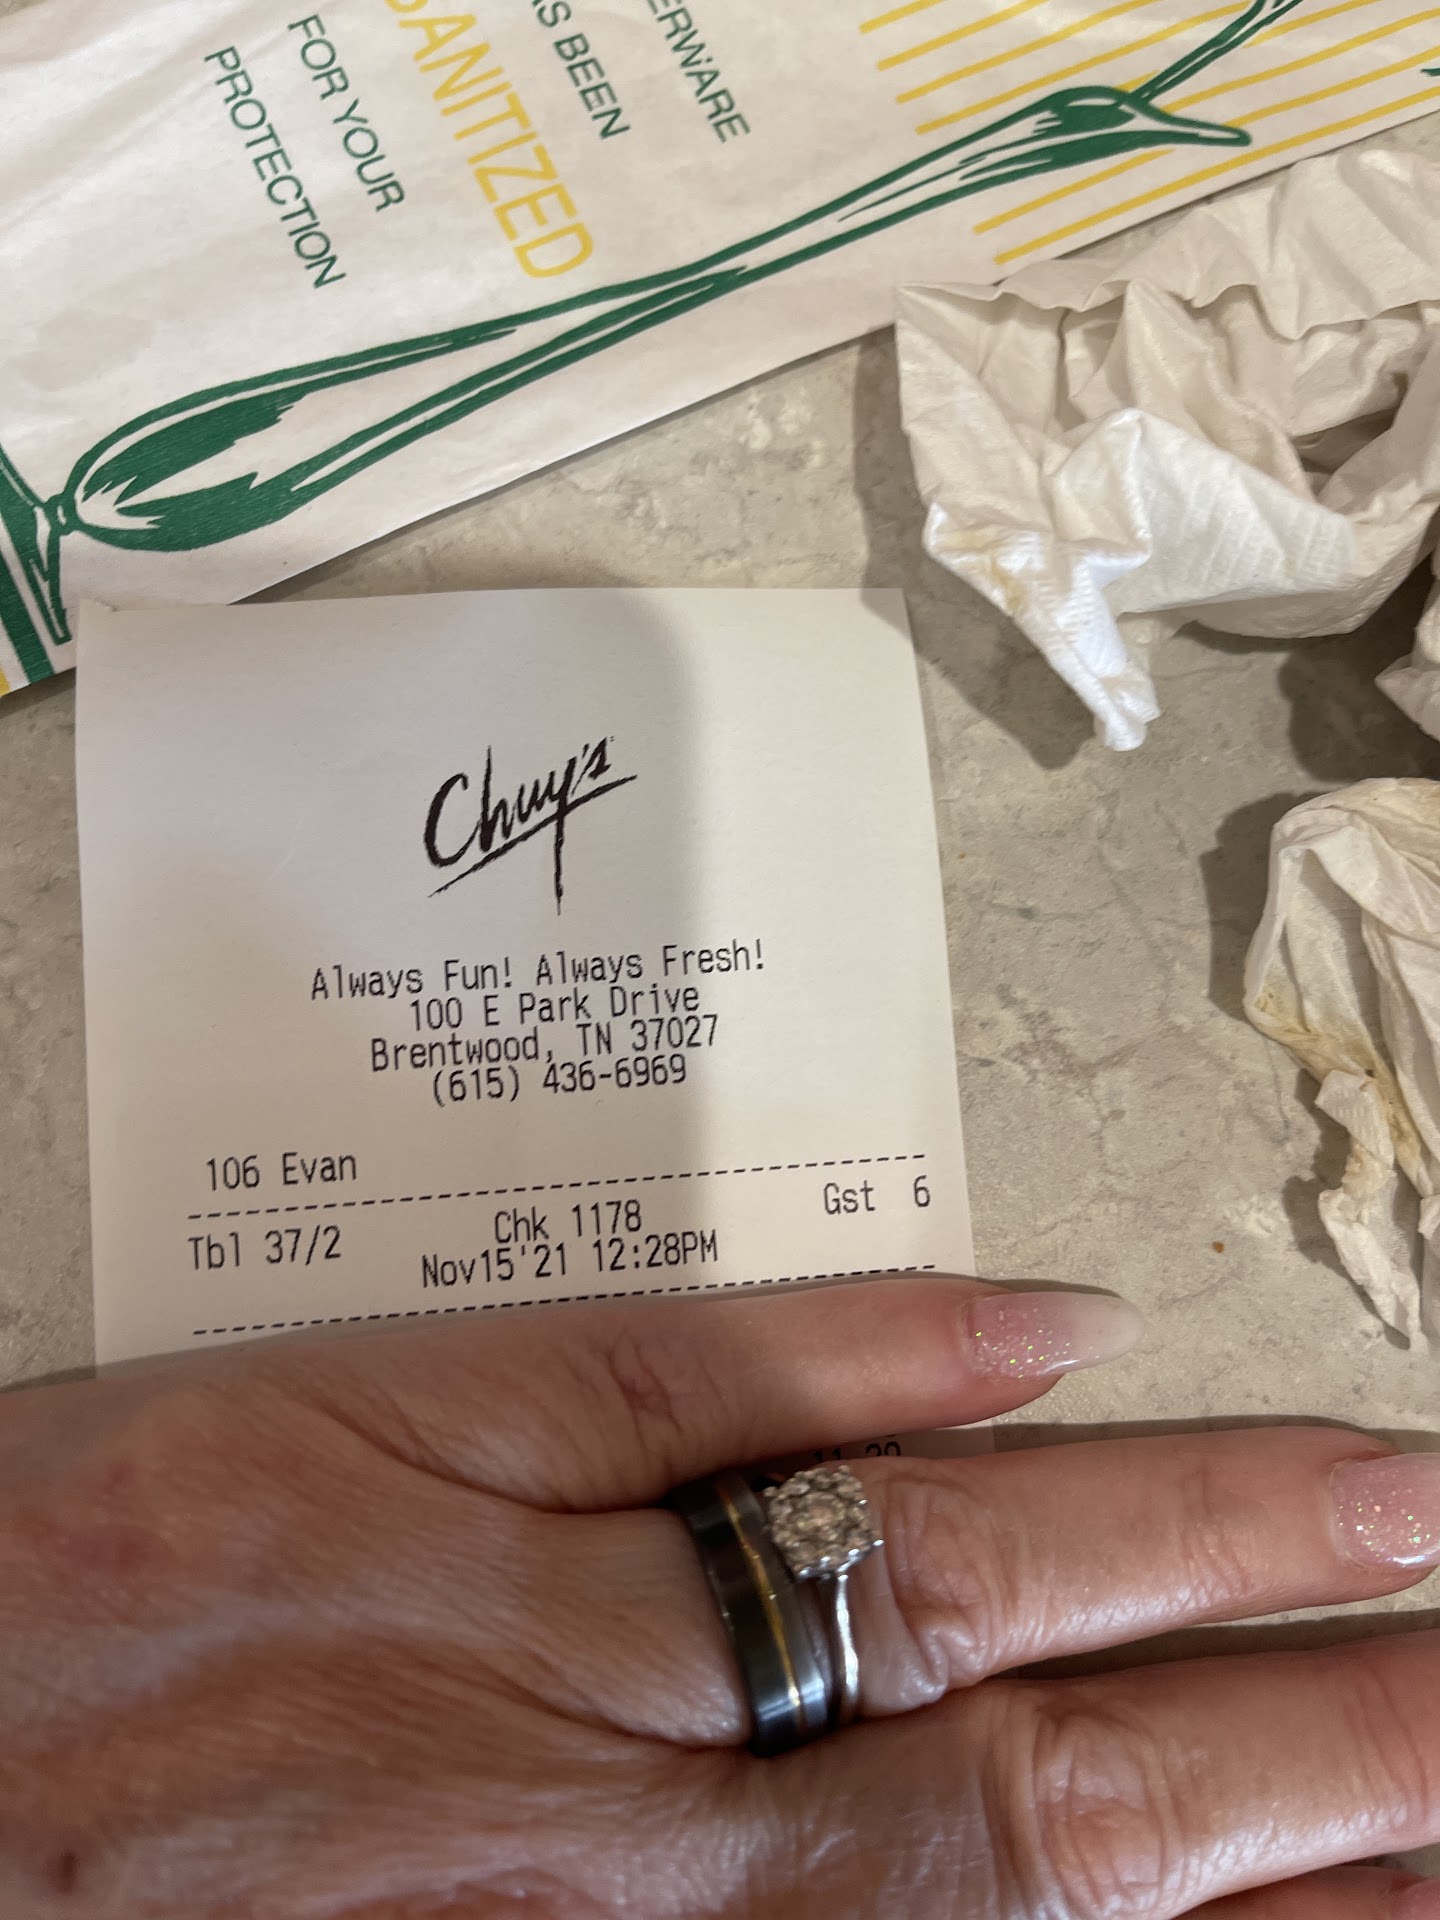 ERWARE
AS BEEN
SANITIZED
FOR YOUR
PROTECTION
Chuy's
Always Fun! Always Fresh!
100 E Park Drive
Brentwood, TN 37027
(615) 436-6969
106 Evan
Tbl 37/2 Chk 1178 Gst 6
Nov15'21 12:28PM